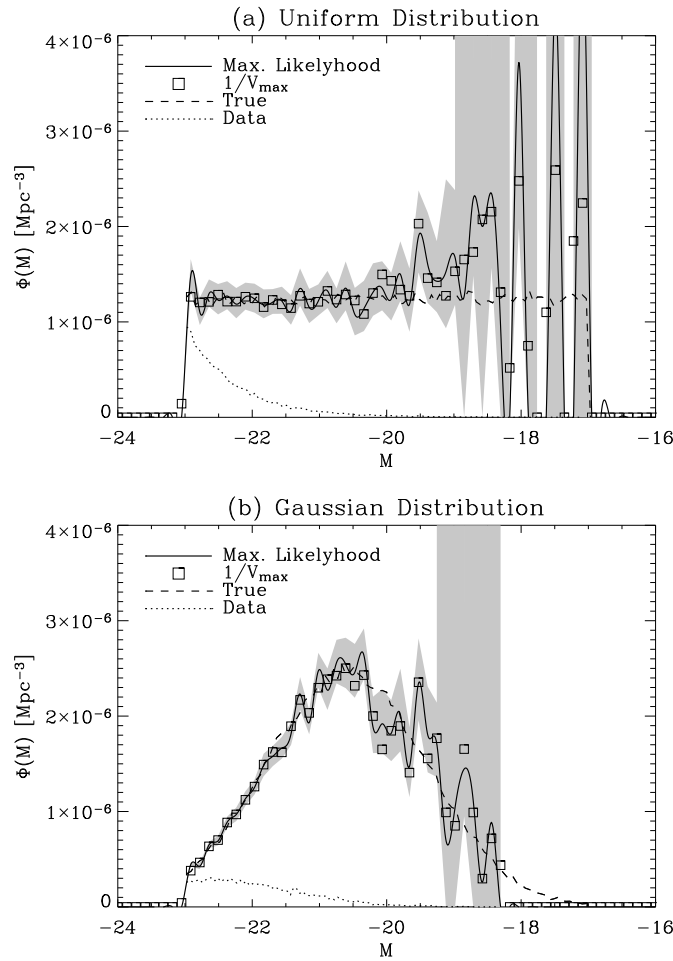 (a) Uniform Distribution
4×10⁻⁶
3×10⁻⁶
2×10⁻⁶
1×10⁻⁶
0
Φ(M) [Mpc⁻³]
Max. Likelyhood
1/Vmax
True
Data
−24 −22 −20 −18 −16
M
(b) Gaussian Distribution
4×10⁻⁶
3×10⁻⁶
2×10⁻⁶
1×10⁻⁶
0
Φ(M) [Mpc⁻³]
Max. Likelyhood
1/Vmax
True
Data
−24 −22 −20 −18 −16
M